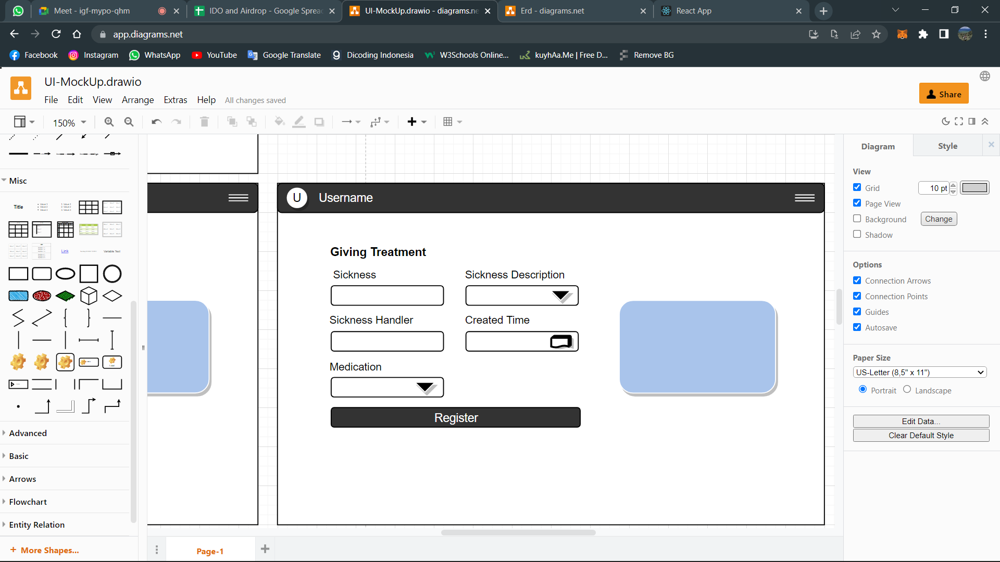 Meet - igf-mypo-qhm
IDO and Airdrop - Google Sprea
UI-MockUp.drawio - diagrams.ne
Erd - diagrams.net
React App
app.diagrams.net
Facebook
Instagram
WhatsApp
YouTube
Google Translate
Dicoding Indonesia
W3Schools Online...
kuyhAa.Me | Free D...
Remove BG
UI-MockUp.drawio
File Edit View Arrange Extras Help All changes saved
Share
150%
Misc
Title
Link
Variable Text
Advanced
Basic
Arrows
Flowchart
Entity Relation
+ More Shapes...
U Username
Giving Treatment
Sickness
Sickness Description
Sickness Handler
Created Time
Medication
Register
Page-1
Diagram
Style
View
Grid
10 pt
Page View
Background
Change
Shadow
Options
Connection Arrows
Connection Points
Guides
Autosave
Paper Size
US-Letter (8,5" x 11")
Portrait
Landscape
Edit Data...
Clear Default Style